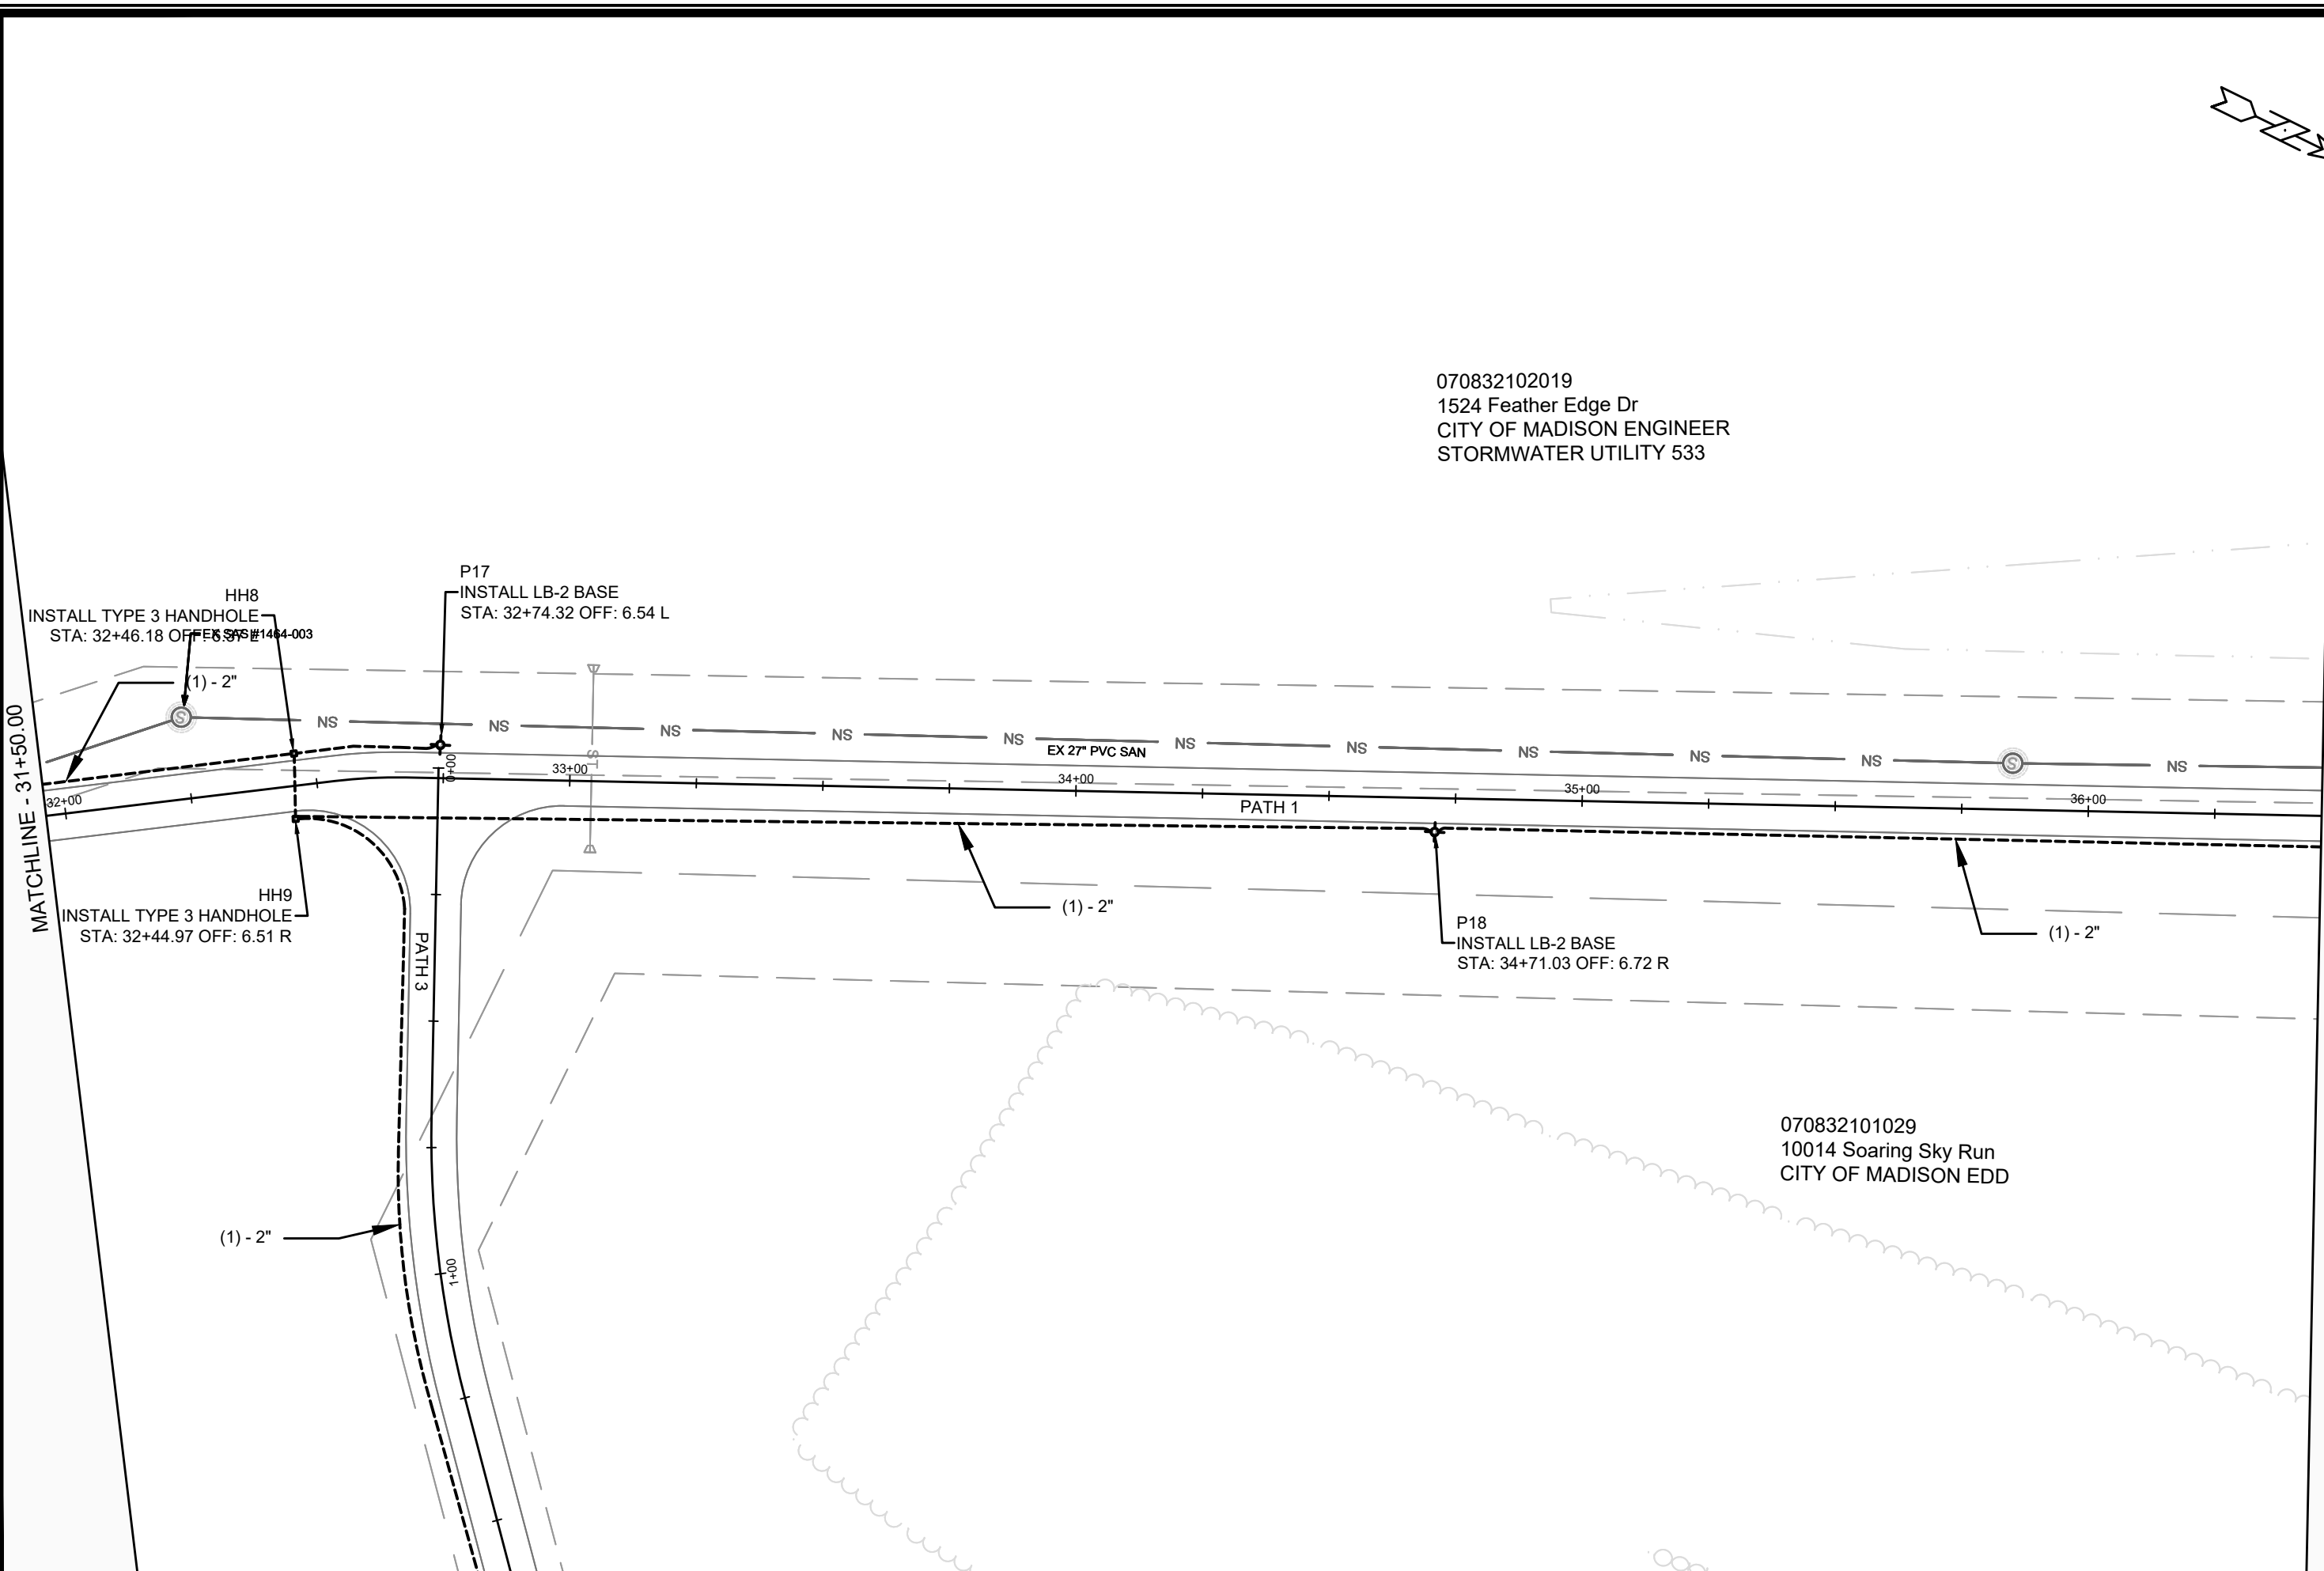 070832102019
1524 Feather Edge Dr
CITY OF MADISON ENGINEER
STORMWATER UTILITY 533
P17
INSTALL LB-2 BASE
STA: 32+74.32 OFF: 6.54 L
HH8
INSTALL TYPE 3 HANDHOLE
STA: 32+46.18 OFF: L
EX SAS #1464-003
(1) - 2"
MATCHLINE - 31+50.00
S
NS NS NS NS NS NS NS NS NS NS NS
EX 27" PVC SAN
S
ST
32+00
0+00
33+00
34+00
35+00
36+00
PATH 1
HH9
INSTALL TYPE 3 HANDHOLE
STA: 32+44.97 OFF: 6.51 R
PATH 3
(1) - 2"
P18
INSTALL LB-2 BASE
STA: 34+71.03 OFF: 6.72 R
(1) - 2"
070832101029
10014 Soaring Sky Run
CITY OF MADISON EDD
(1) - 2"
1+00